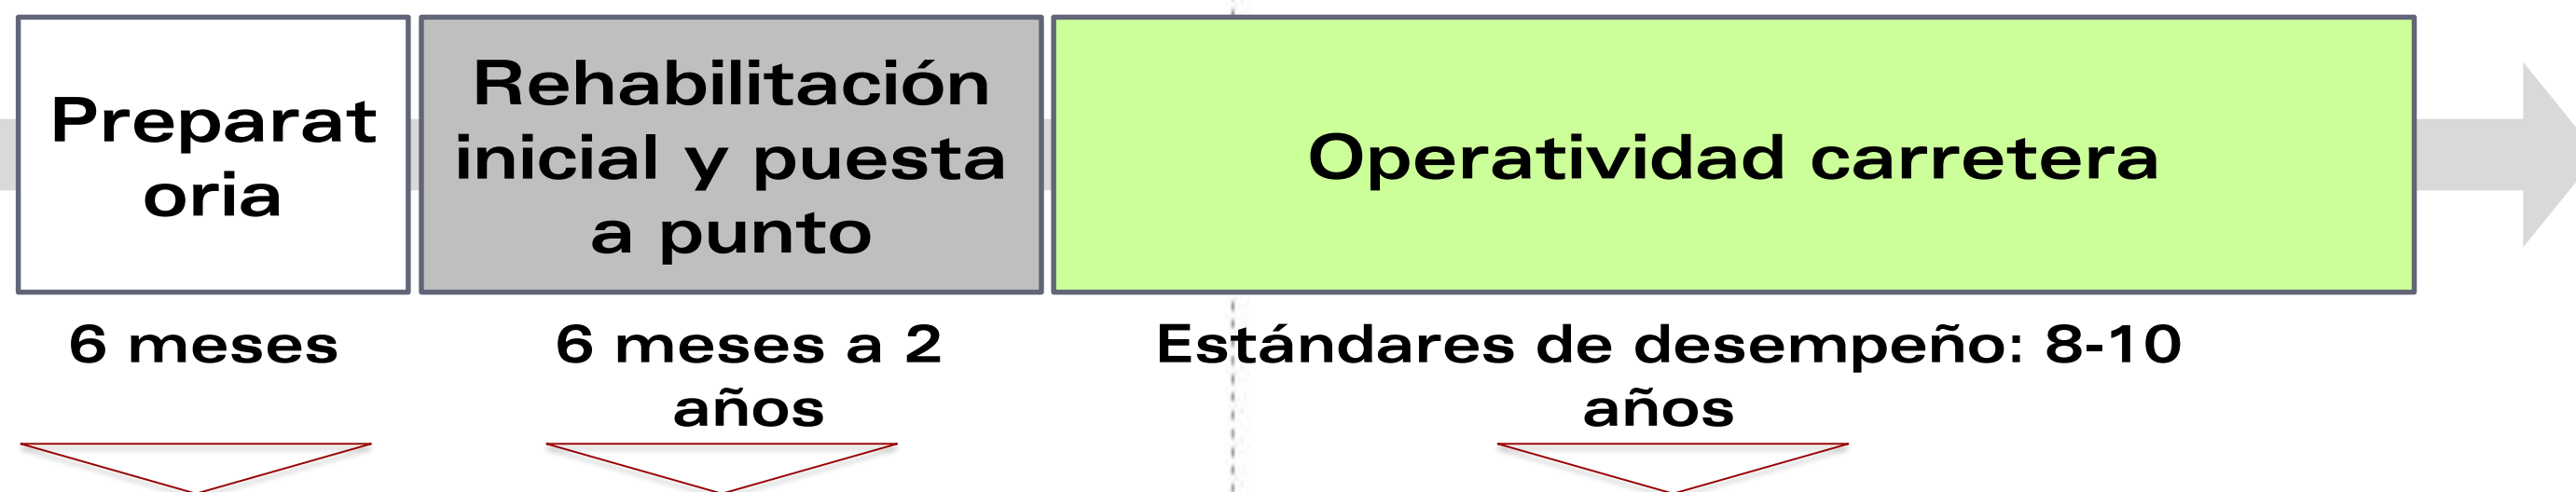 Preparat
oria
Rehabilitación
inicial y puesta
a punto
Operatividad carretera
6 meses
6 meses a 2
años
Estándares de desempeño: 8-10
años